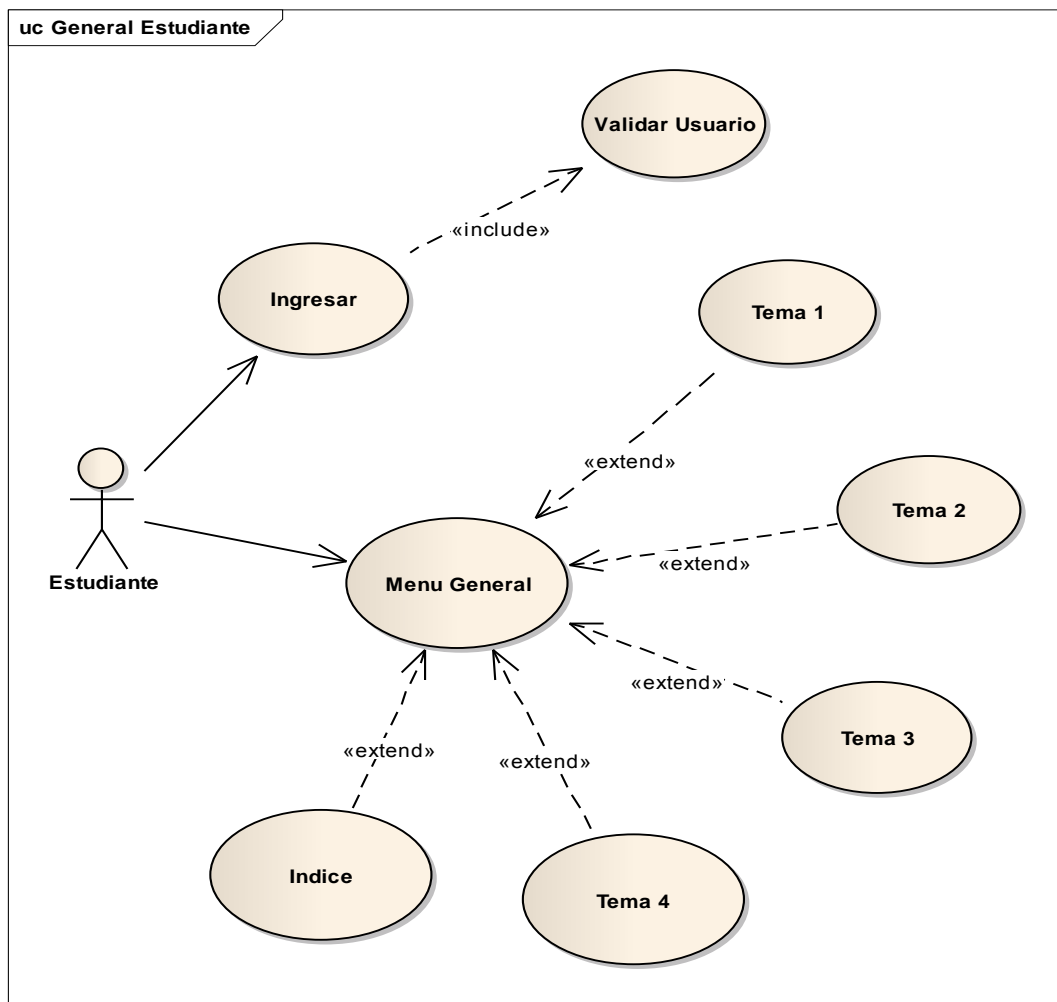 uc General Estudiante
Validar Usuario
«include»
Ingresar
Tema 1
«extend»
Tema 2
«extend»
Estudiante
Menu General
«extend»
Tema 3
«extend»
«extend»
Indice
Tema 4